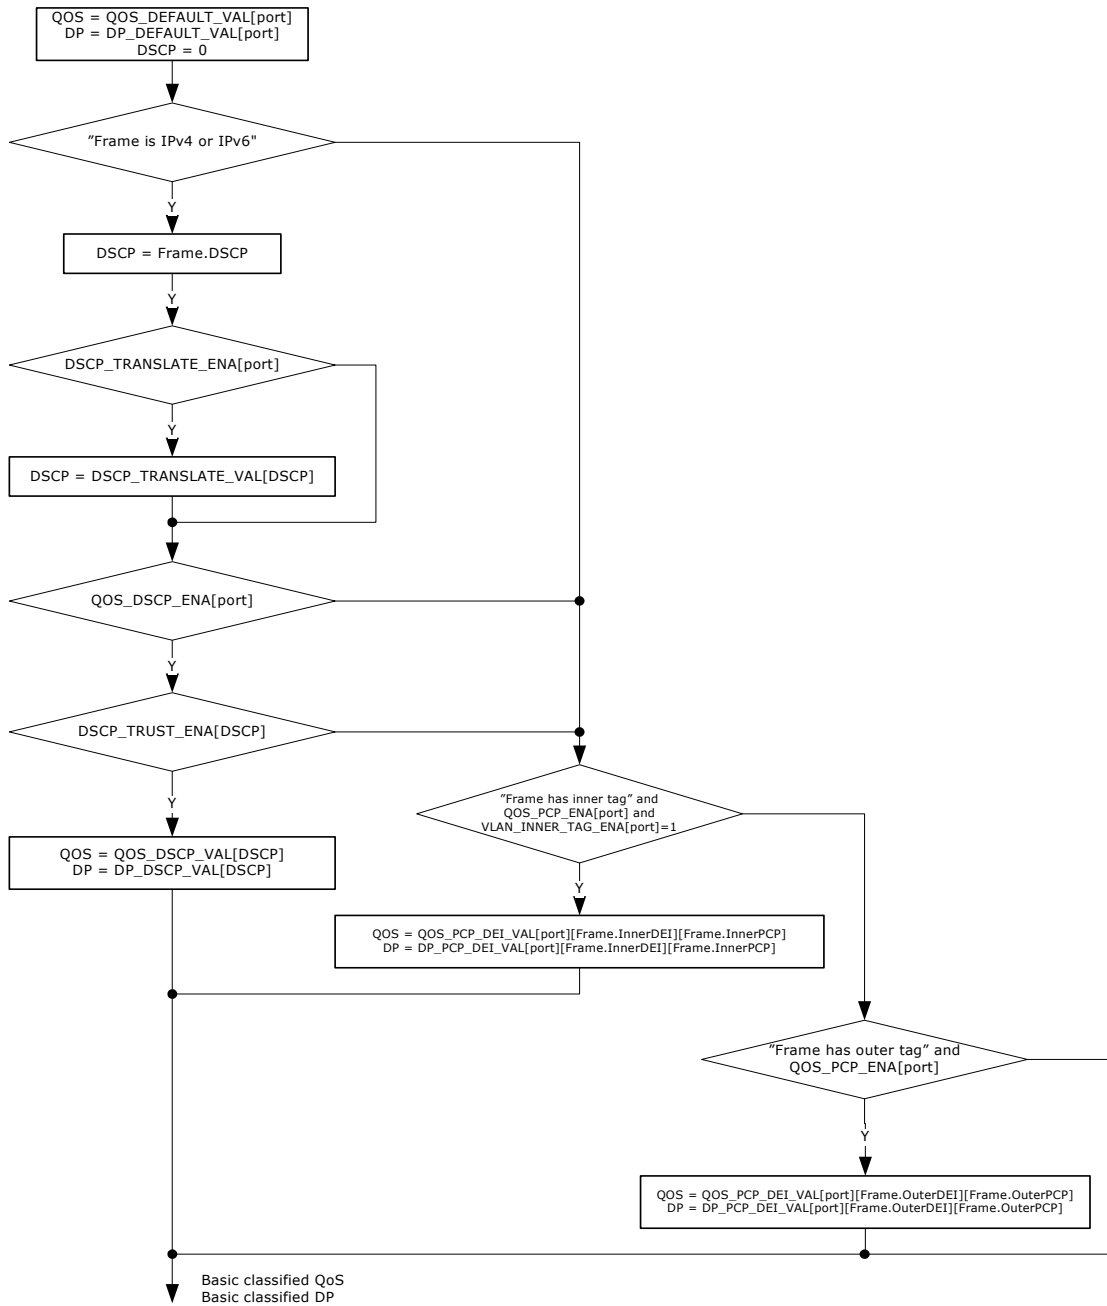 QOS = QOS_DEFAULT_VAL[port]
DP = DP_DEFAULT_VAL[port]
DSCP = 0
"Frame is IPv4 or IPv6"
Y
DSCP = Frame.DSCP
Y
DSCP_TRANSLATE_ENA[port]
Y
DSCP = DSCP_TRANSLATE_VAL[DSCP]
QOS_DSCP_ENA[port]
Y
DSCP_TRUST_ENA[DSCP]
Y
QOS = QOS_DSCP_VAL[DSCP]
DP = DP_DSCP_VAL[DSCP]
"Frame has inner tag" and
QOS_PCP_ENA[port] and
VLAN_INNER_TAG_ENA[port]=1
Y
QOS = QOS_PCP_DEI_VAL[port][Frame.InnerDEI][Frame.InnerPCP]
DP = DP_PCP_DEI_VAL[port][Frame.InnerDEI][Frame.InnerPCP]
"Frame has outer tag" and
QOS_PCP_ENA[port]
Y
QOS = QOS_PCP_DEI_VAL[port][Frame.OuterDEI][Frame.OuterPCP]
DP = DP_PCP_DEI_VAL[port][Frame.OuterDEI][Frame.OuterPCP]
Basic classified QoS
Basic classified DP